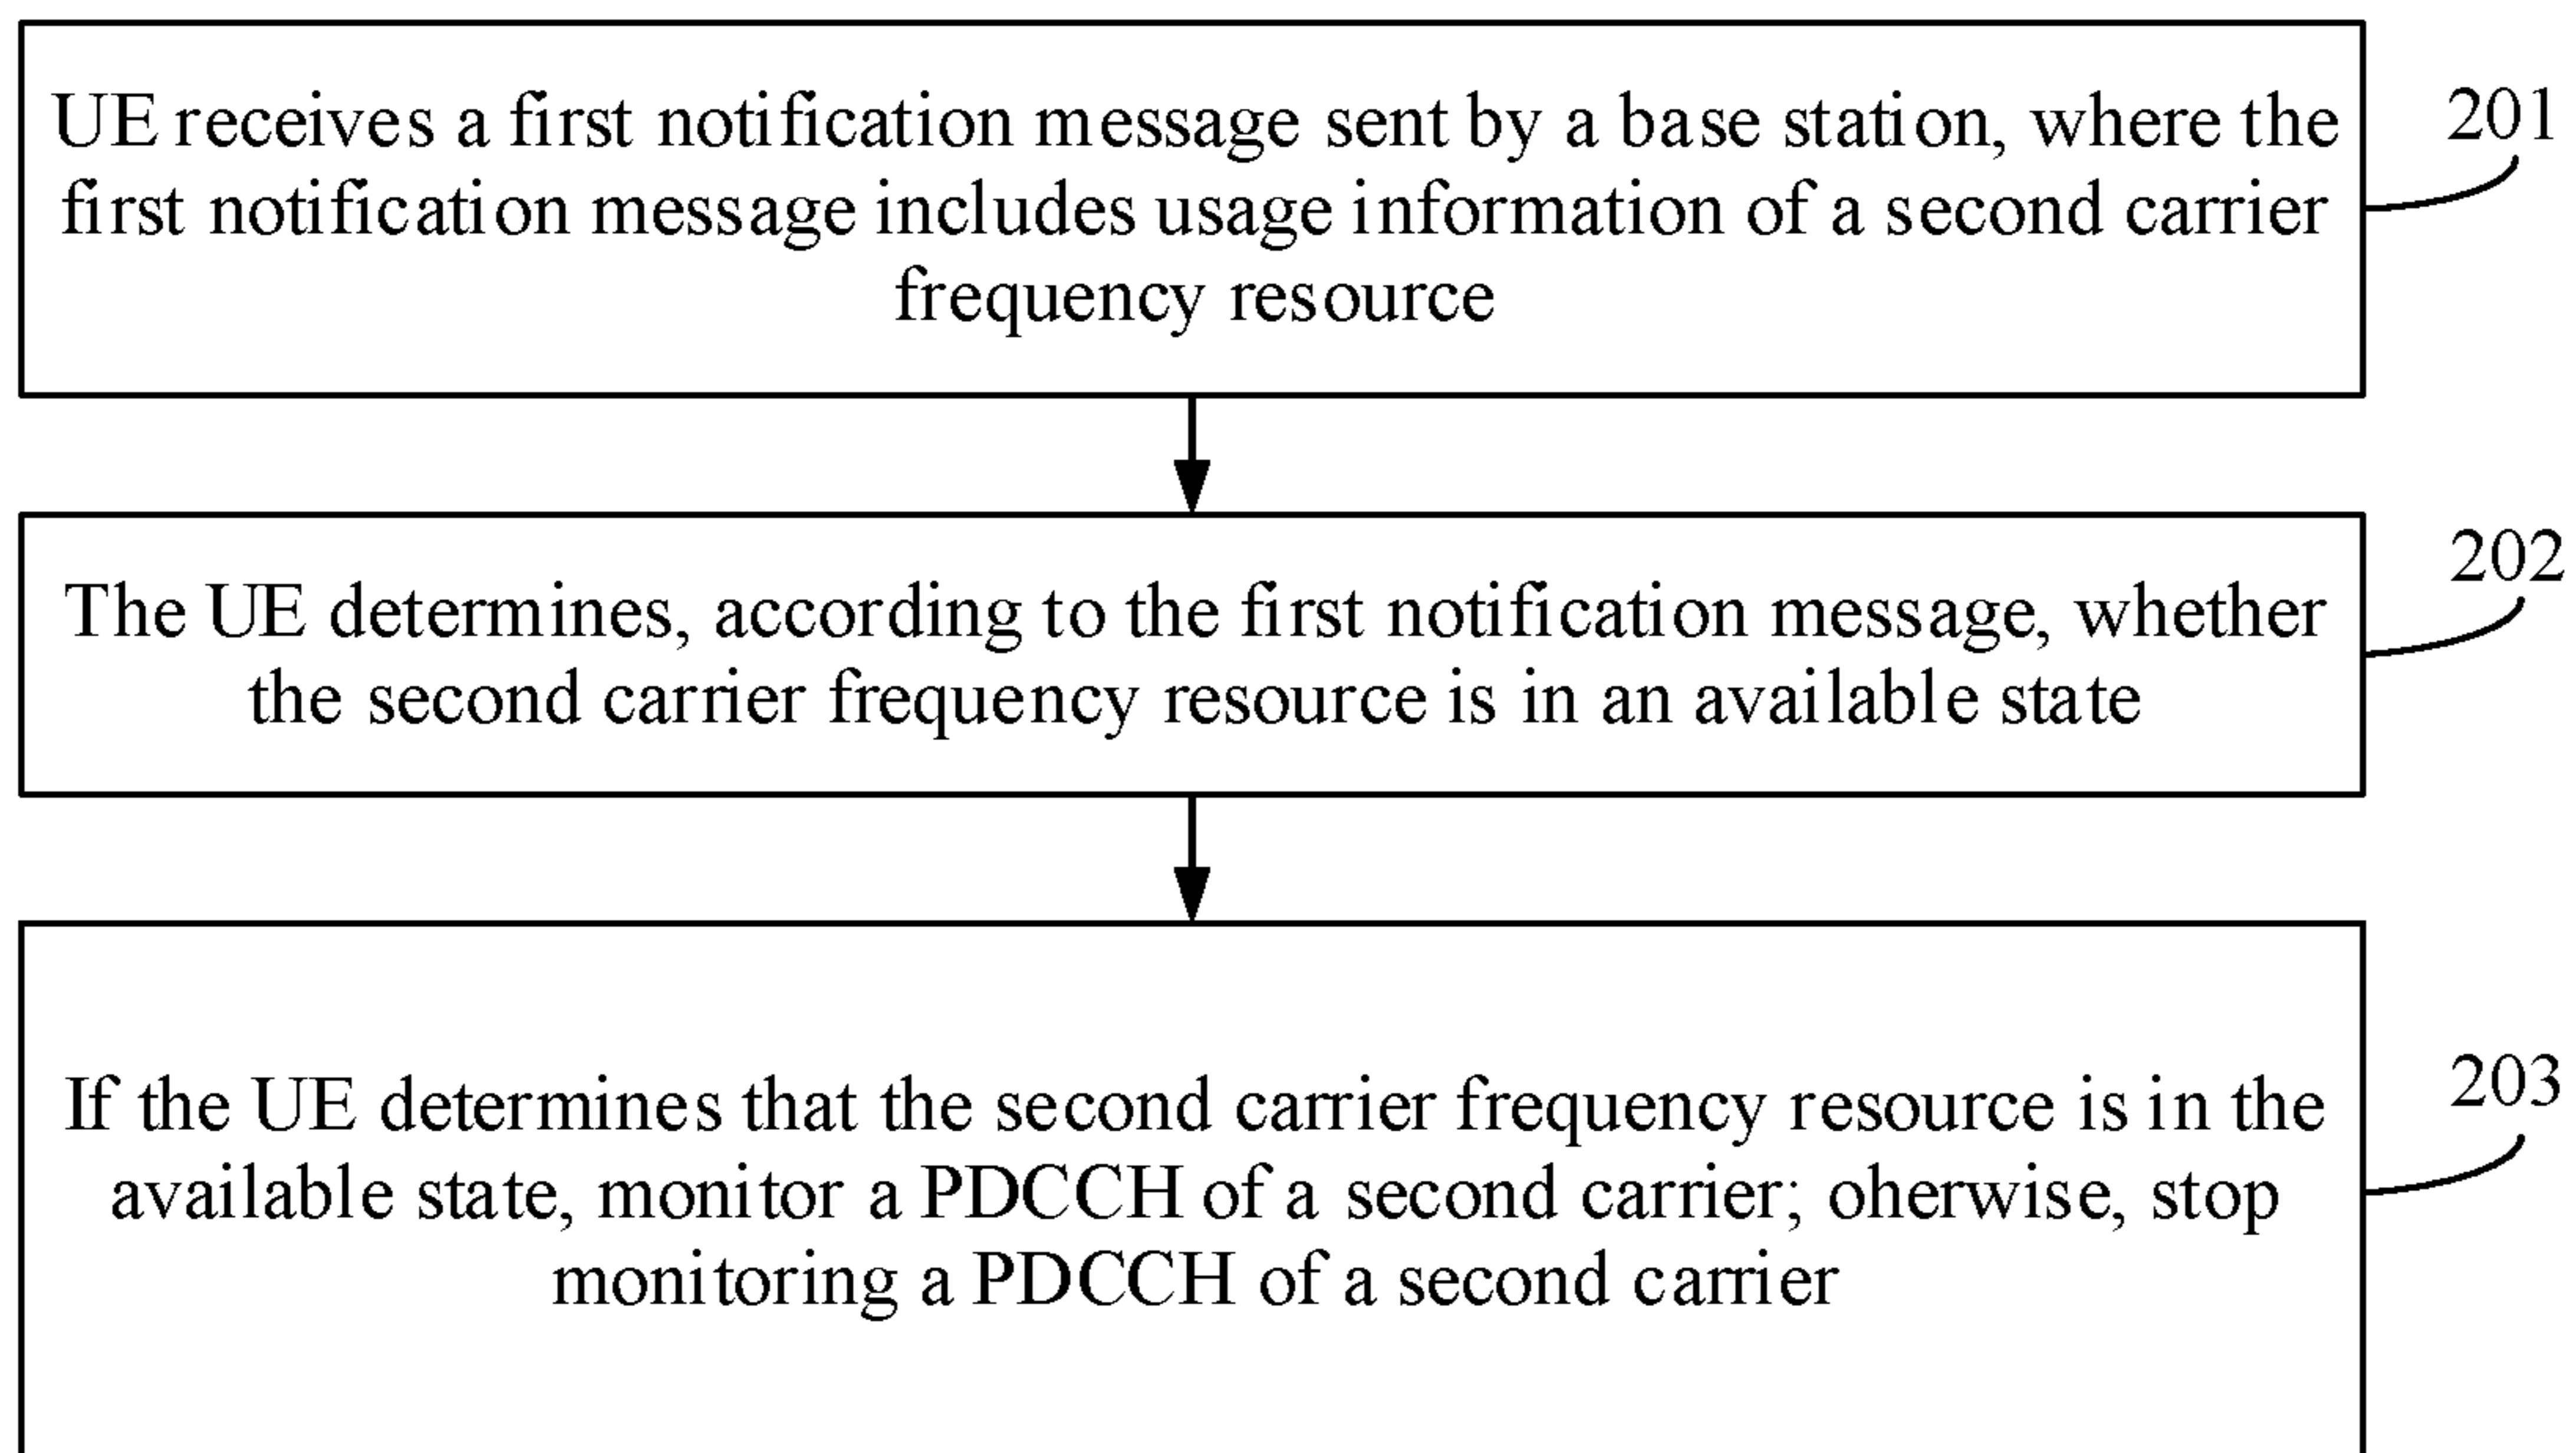 UE receives a first notification message sent by a base station, where the
first notification message includes usage information of a second carrier
frequency resource
201
The UE determines, according to the first notification message, whether
the second carrier frequency resource is in an available state
202
If the UE determines that the second carrier frequency resource is in the
available state, monitor a PDCCH of a second carrier; oherwise, stop
monitoring a PDCCH of a second carrier
203